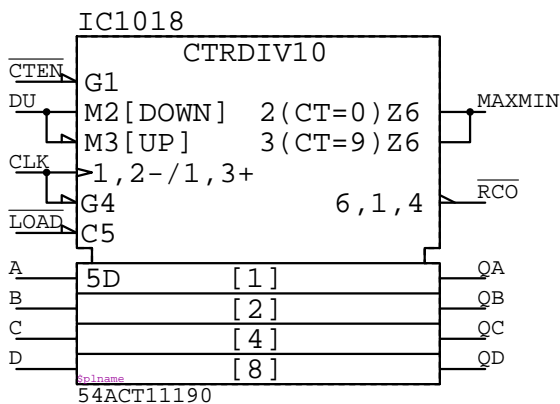 IC1018
CTRDIV10
CTEN G1
DU M2[DOWN] 2(CT=0)Z6 MAXMIN
M3[UP] 3(CT=9)Z6
CLK 1,2-/1,3+
G4 6,1,4 RCO
LOAD C5
A 5D [1] QA
B [2] QB
C [4] QC
D [8] QD
$plname
54ACT11190